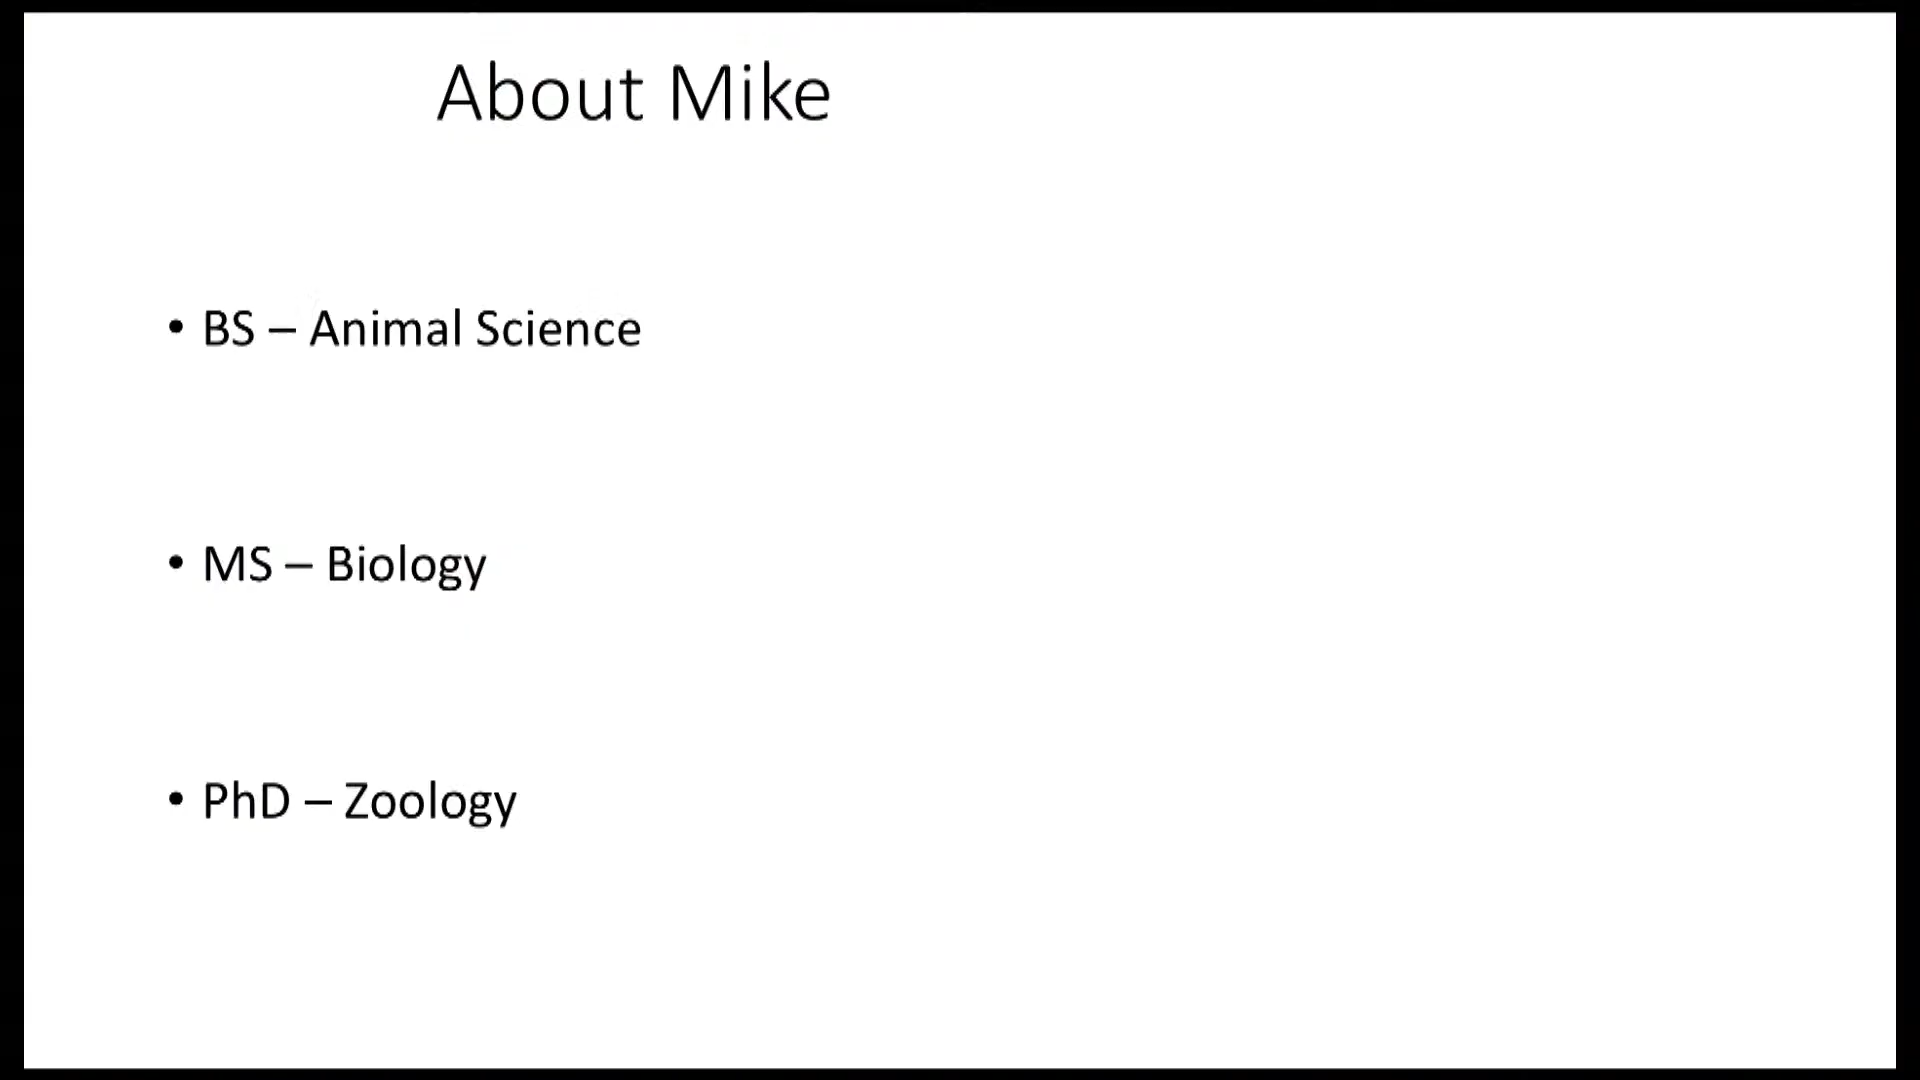 About Mike
• BS – Animal Science
• MS – Biology
• PhD – Zoology